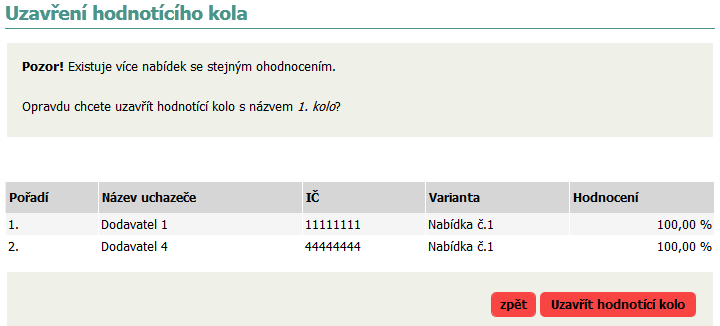 Uzavření hodnotícího kola
Pozor! Existuje více nabídek se stejným ohodnocením.
Opravdu chcete uzavřít hodnotící kolo s názvem 1. kolo?
Pořadí Název uchazeče IČ Varianta Hodnocení
1. Dodavatel 1 11111111 Nabídka č.1 100,00 %
2. Dodavatel 4 44444444 Nabídka č.1 100,00 %
zpět Uzavřít hodnotící kolo